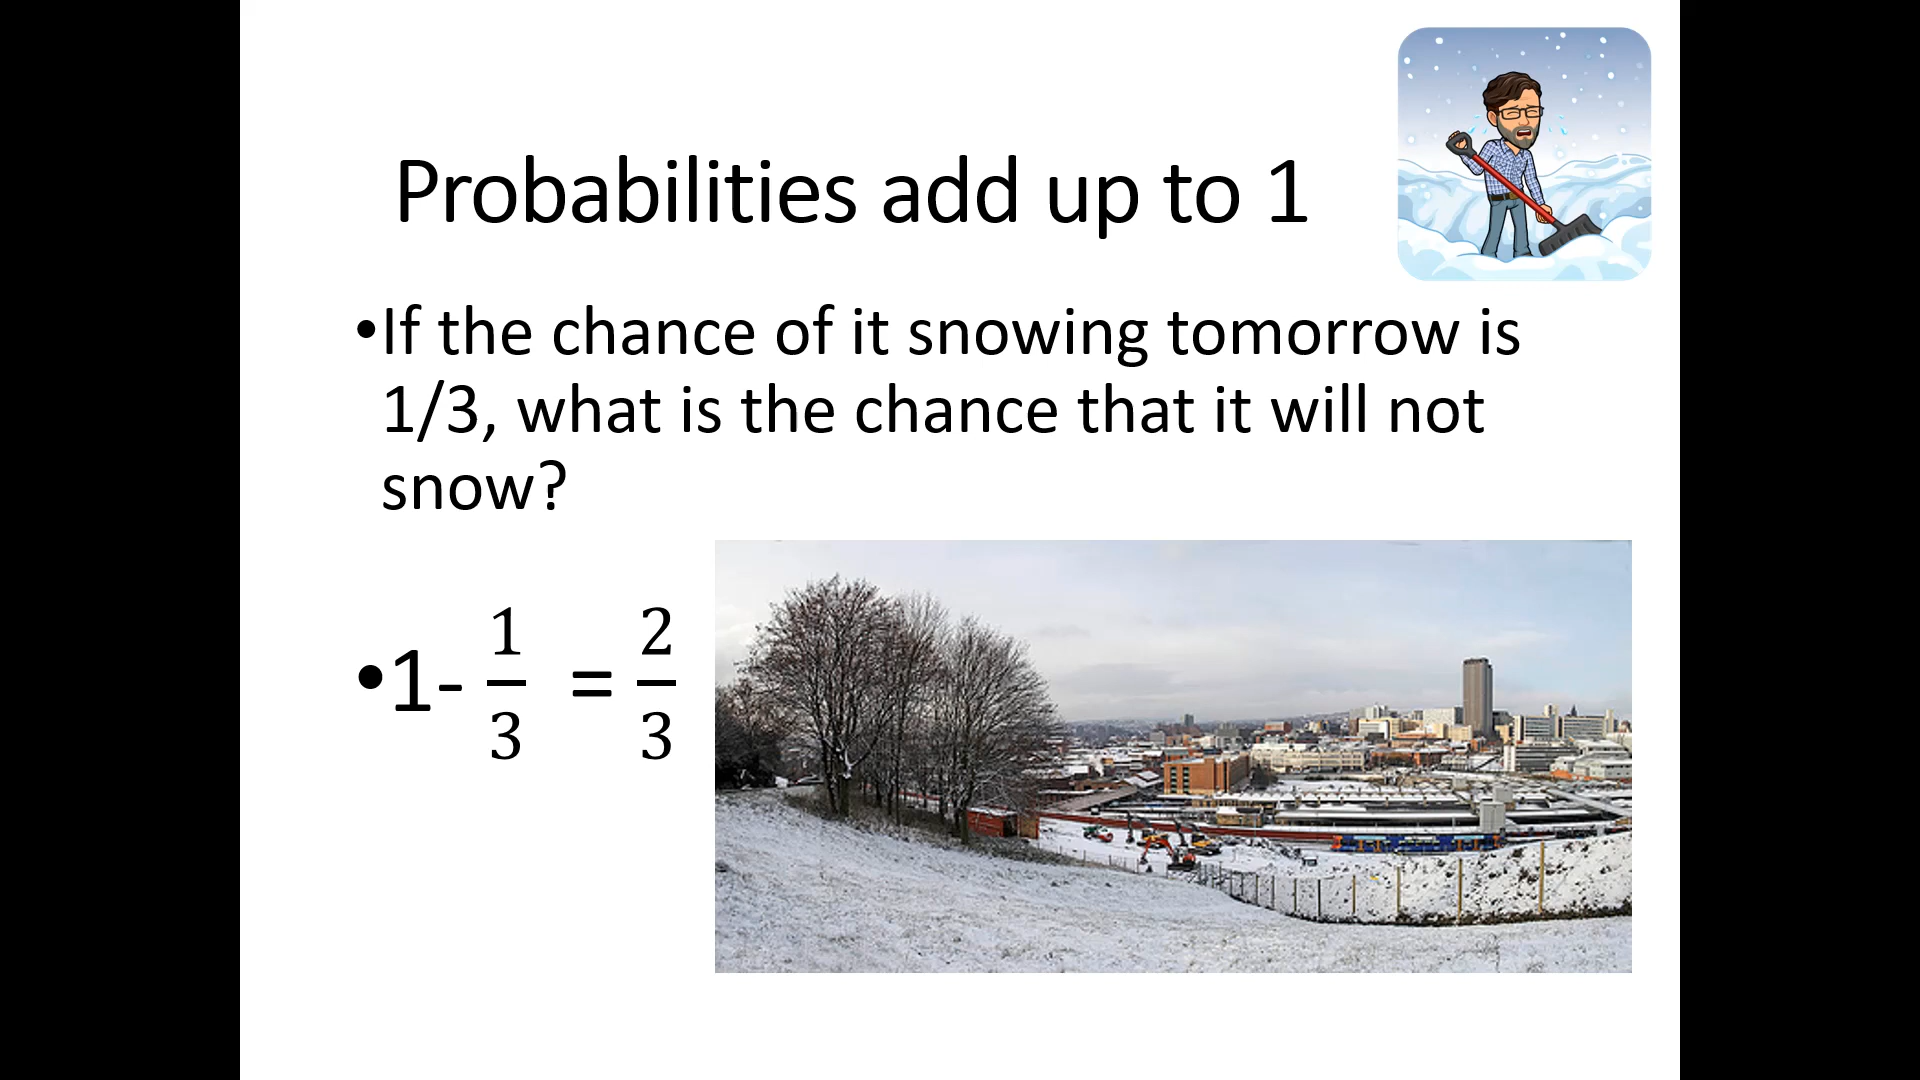 Probabilities add up to 1
•If the chance of it snowing tomorrow is
1/3, what is the chance that it will not
snow?
•1- 1/3 = 2/3